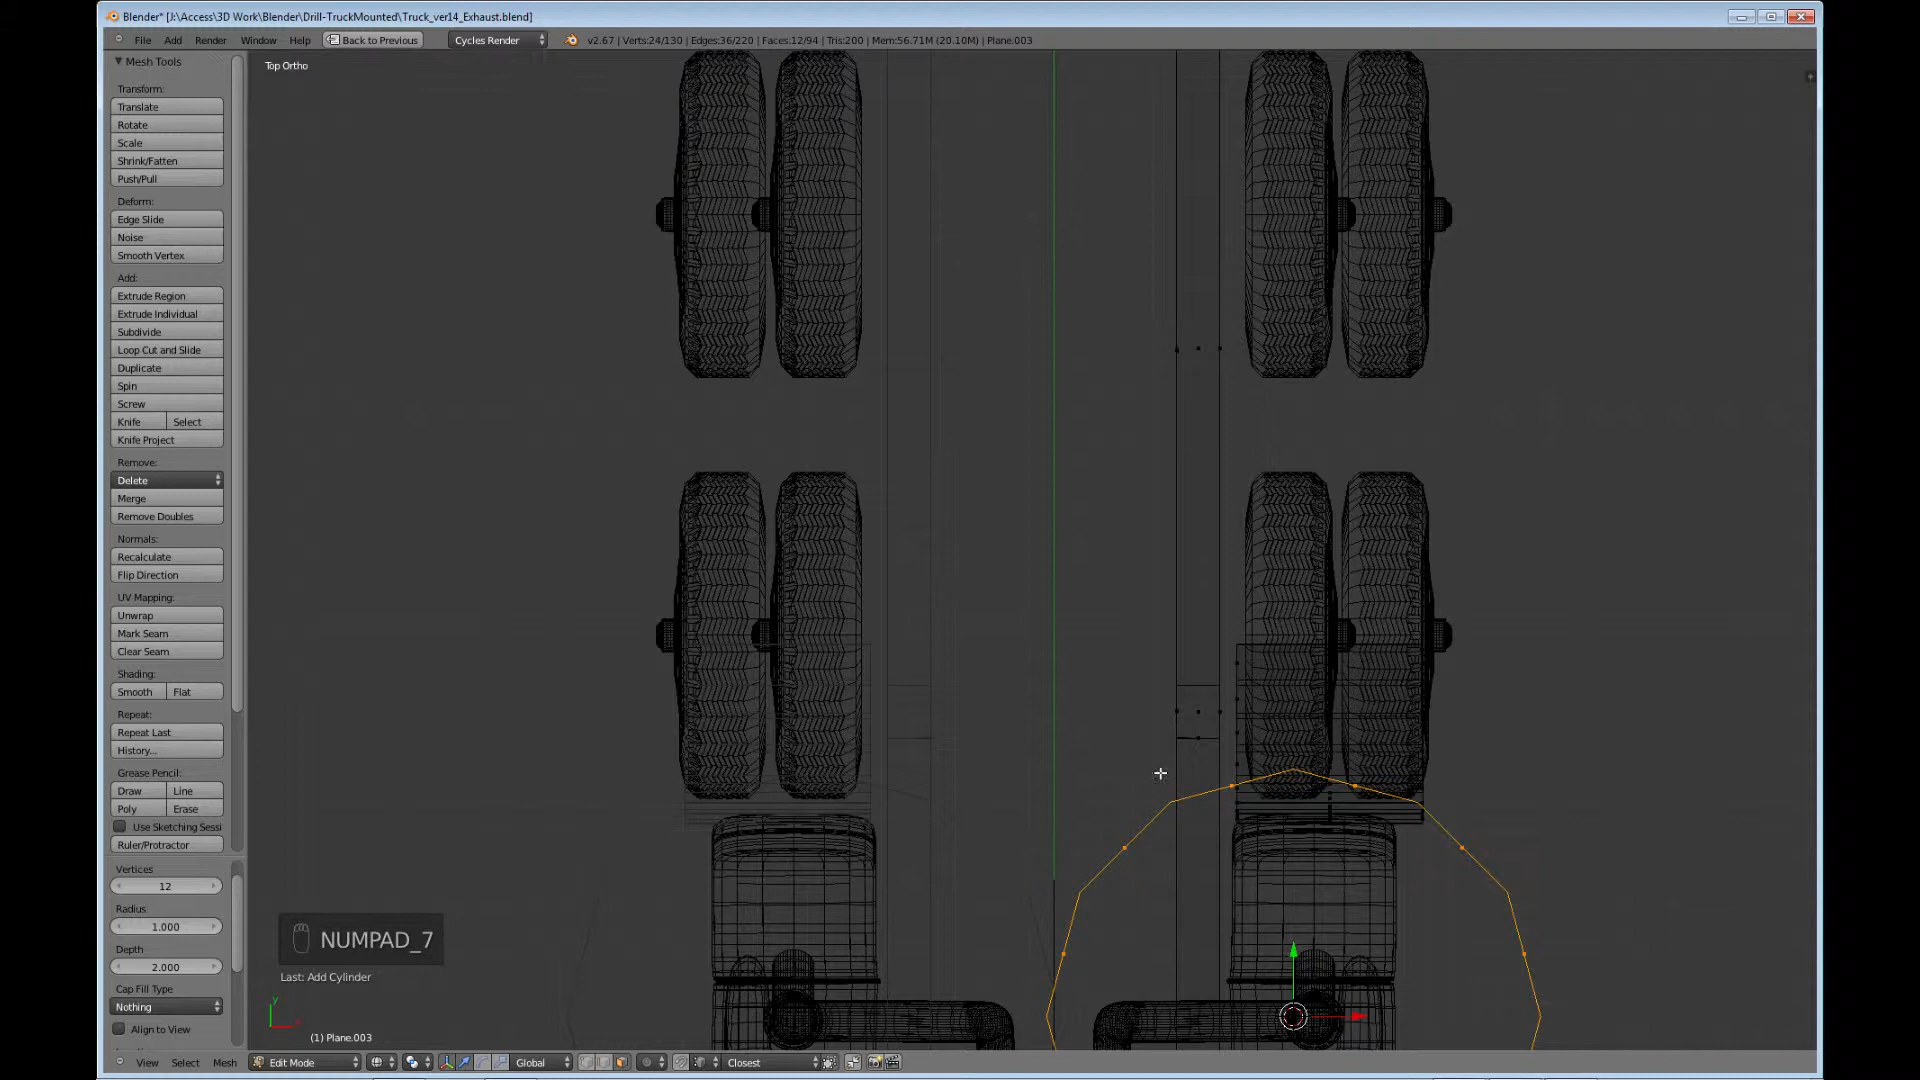 Blender* [J:\Access\3D Work\Blender\Drill-TruckMounted\Truck_ver14_Exhaust.blend]
File Add Render Window Help Back to Previous Cycles Render v2.67 | Verts:24/130 | Edges:36/220 | Faces:12/94 | Tris:200 | Mem:56.71M (20.10M) | Plane.003
Mesh Tools
Top Ortho
Transform:
Translate
Rotate
Scale
Shrink/Fatten
Push/Pull
Deform:
Edge Slide
Noise
Smooth Vertex
Add:
Extrude Region
Extrude Individual
Subdivide
Loop Cut and Slide
Duplicate
Spin
Screw
Knife Select
Knife Project
Remove:
Delete
Merge
Remove Doubles
Normals:
Recalculate
Flip Direction
UV Mapping:
Unwrap
Mark Seam
Clear Seam
Shading:
Smooth Flat
Repeat:
Repeat Last
History...
Grease Pencil:
Draw Line
Poly Erase
Use Sketching Sessi
Ruler/Protractor
Vertices
12
Radius
1.000
Depth
2.000
Cap Fill Type
Nothing
Align to View
NUMPAD_7
Last: Add Cylinder
y
(1) Plane.003
View Select Mesh Edit Mode Global Closest